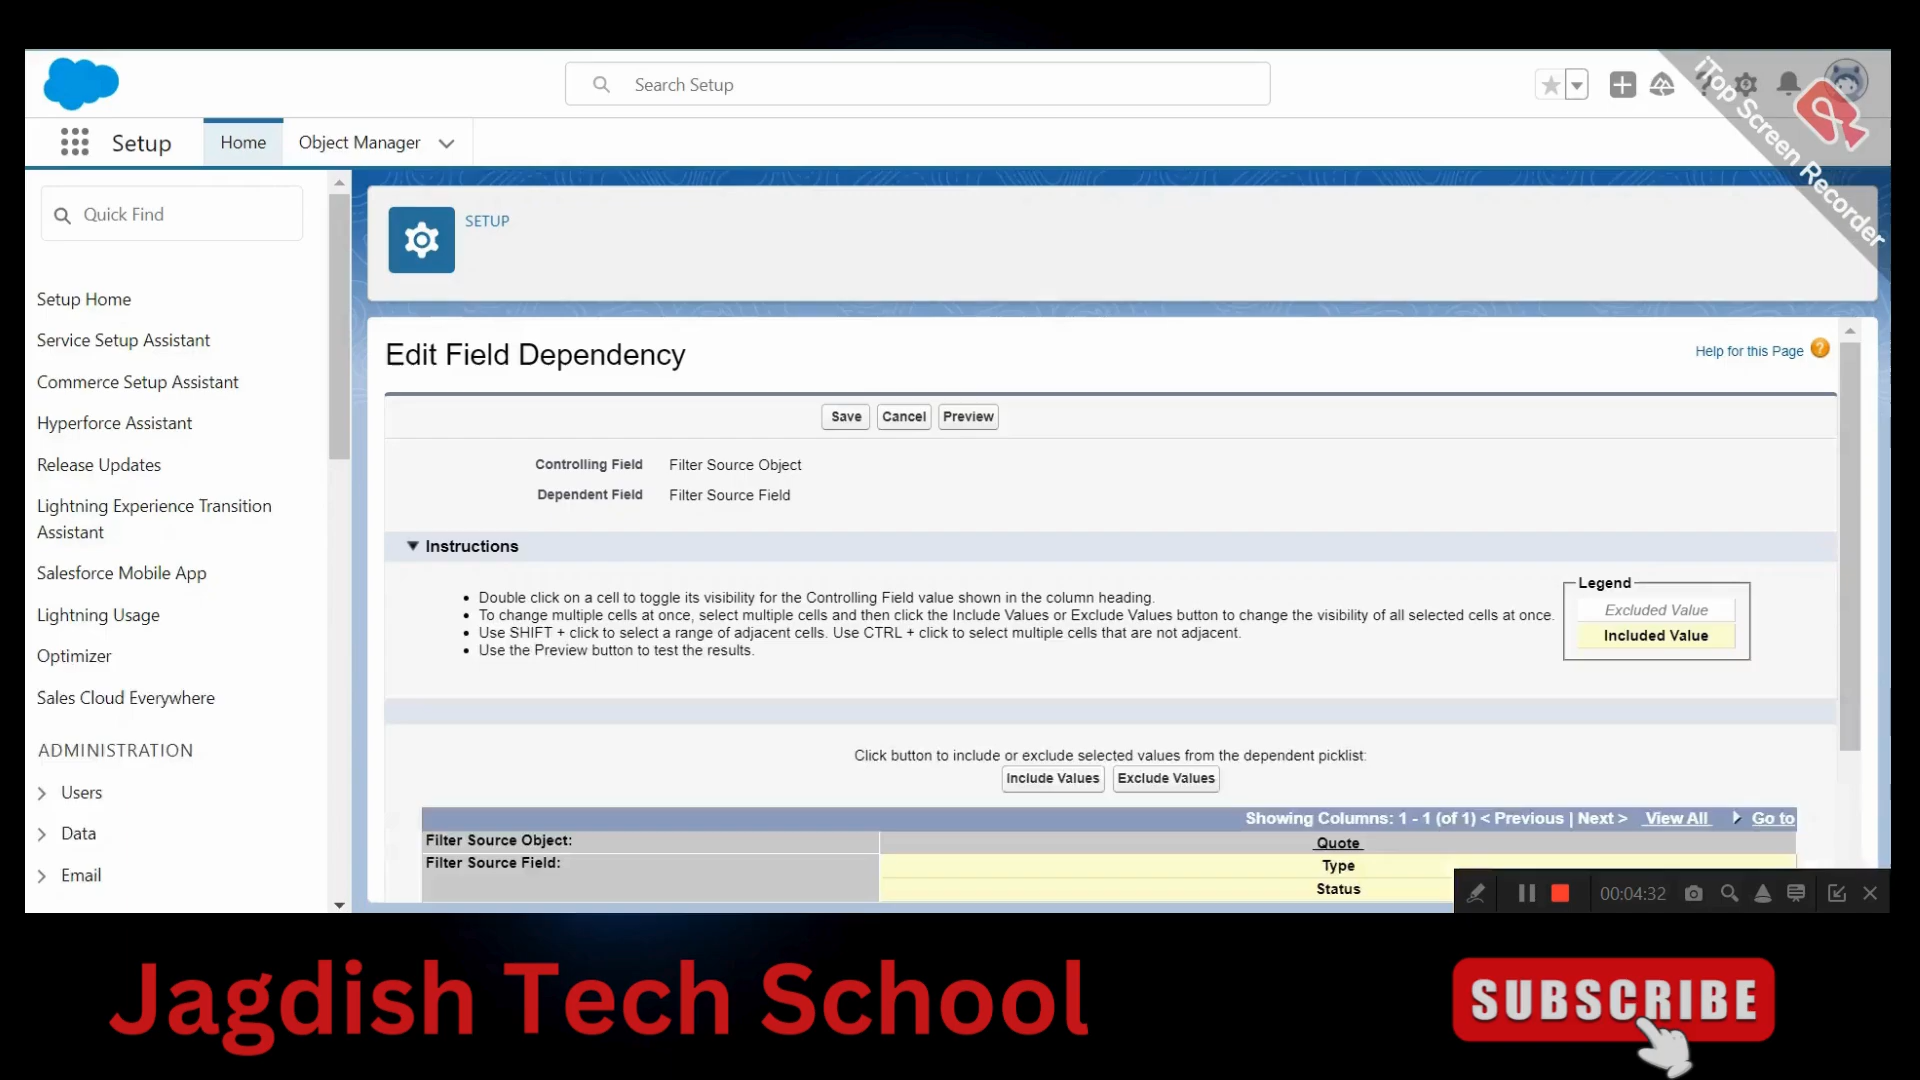 Search Setup
iTop Screen Recorder
Setup
Home
Object Manager
Quick Find
SETUP
Setup Home
Service Setup Assistant
Commerce Setup Assistant
Hyperforce Assistant
Release Updates
Lightning Experience Transition
Assistant
Salesforce Mobile App
Lightning Usage
Optimizer
Sales Cloud Everywhere
ADMINISTRATION
Users
Data
Email
Edit Field Dependency
Help for this Page ?
Save Cancel Preview
Controlling Field Filter Source Object
Dependent Field Filter Source Field
Instructions
• Double click on a cell to toggle its visibility for the Controlling Field value shown in the column heading.
• To change multiple cells at once, select multiple cells and then click the Include Values or Exclude Values button to change the visibility of all selected cells at once.
• Use SHIFT + click to select a range of adjacent cells. Use CTRL + click to select multiple cells that are not adjacent.
• Use the Preview button to test the results.
Legend
Excluded Value
Included Value
Click button to include or exclude selected values from the dependent picklist:
Include Values Exclude Values
Showing Columns: 1 - 1 (of 1) < Previous | Next > View All Go to
Filter Source Object: Quote
Filter Source Field: Type
Status
00:04:32
Jagdish Tech School
SUBSCRIBE